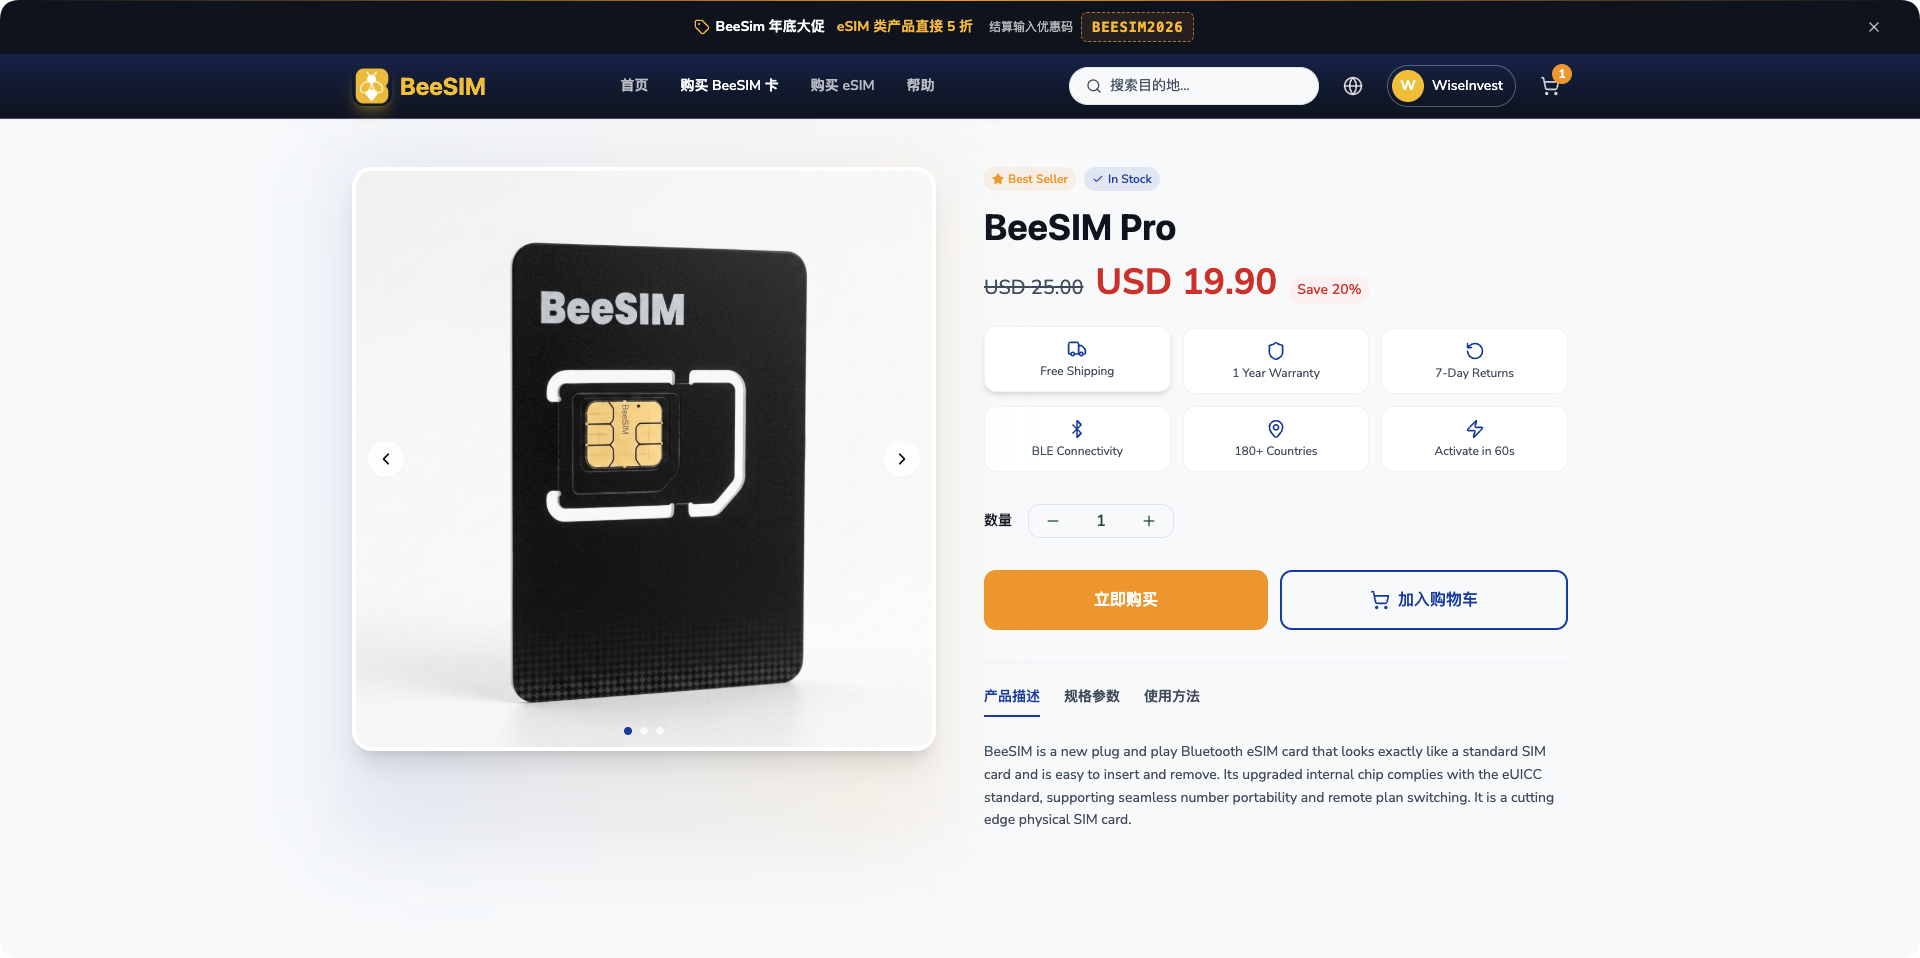 BeeSim 年底大促 eSIM 类产品直接 5 折 结算输入优惠码 BEESIM2026
BeeSIM 首页 购买 BeeSIM 卡 购买 eSIM 帮助 搜索目的地... W WiseInvest 1
Best Seller In Stock
BeeSIM Pro
USD 25.00 USD 19.90 Save 20%
Free Shipping 1 Year Warranty 7-Day Returns
BLE Connectivity 180+ Countries Activate in 60s
数量 1
立即购买 加入购物车
产品描述 规格参数 使用方法
BeeSIM is a new plug and play Bluetooth eSIM card that looks exactly like a standard SIM
card and is easy to insert and remove. Its upgraded internal chip complies with the eUICC
standard, supporting seamless number portability and remote plan switching. It is a cutting
edge physical SIM card.
BeeSIM
BeeSIM